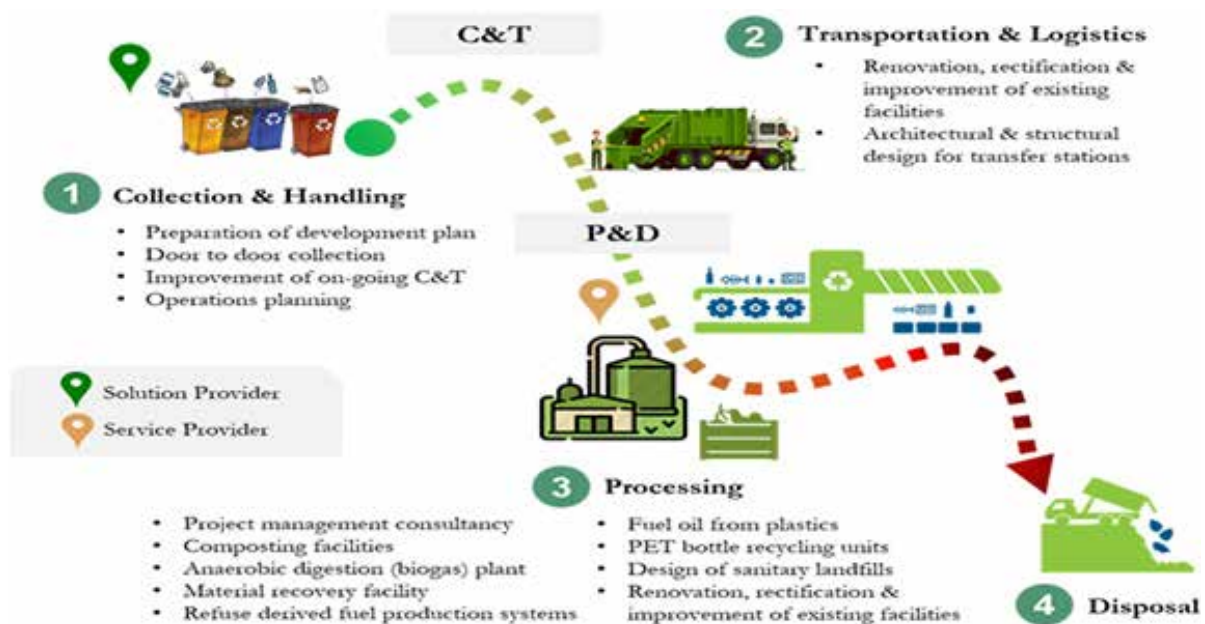 C&T
1 Collection & Handling
• Preparation of development plan
• Door to door collection
• Improvement of on-going C&T
• Operations planning
2 Transportation & Logistics
• Renovation, rectification &
improvement of existing
facilities
• Architectural & structural
design for transfer stations
P&D
Solution Provider
Service Provider
3 Processing
• Project management consultancy
• Composting facilities
• Anaerobic digestion (biogas) plant
• Material recovery facility
• Refuse derived fuel production systems
• Fuel oil from plastics
• PET bottle recycling units
• Design of sanitary landfills
• Renovation, rectification &
improvement of existing facilities
4 Disposal